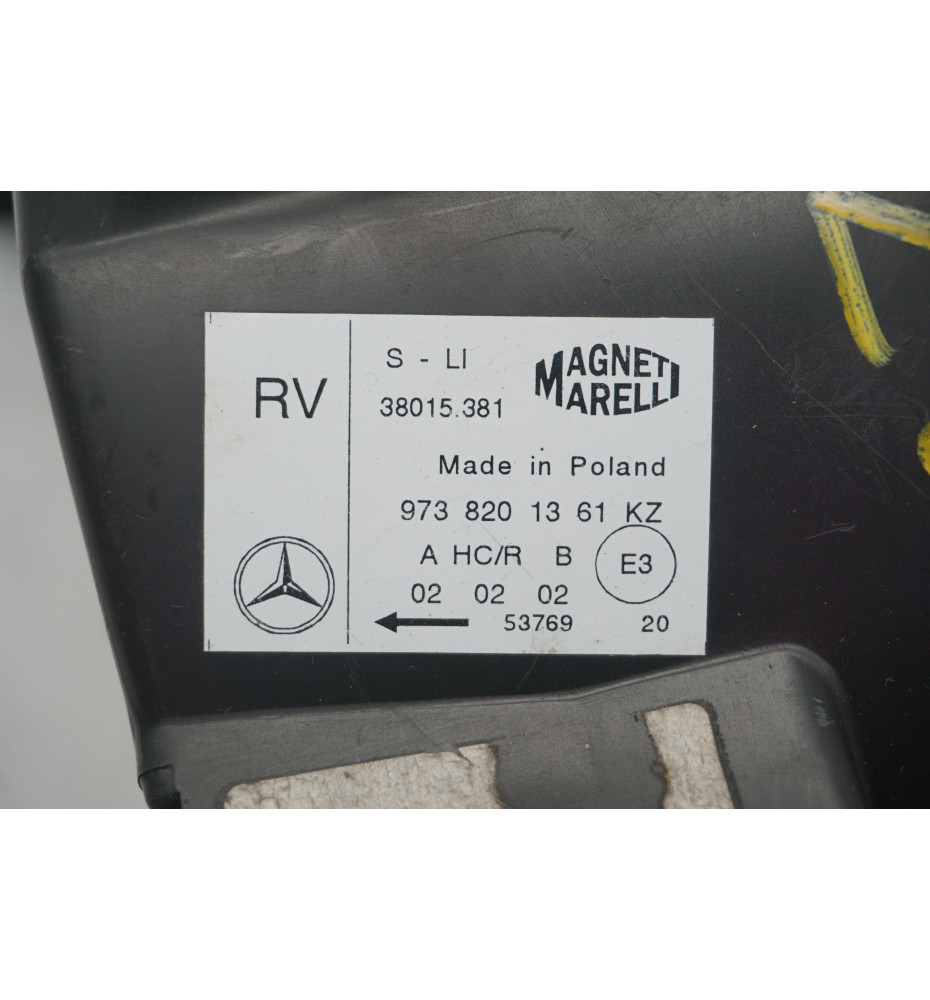 RV
S - LI
38015.381
MAGNETI
MARELLI
Made in Poland
973 820 13 61 KZ
A HC/R B
02 02 02
E3
53769 20